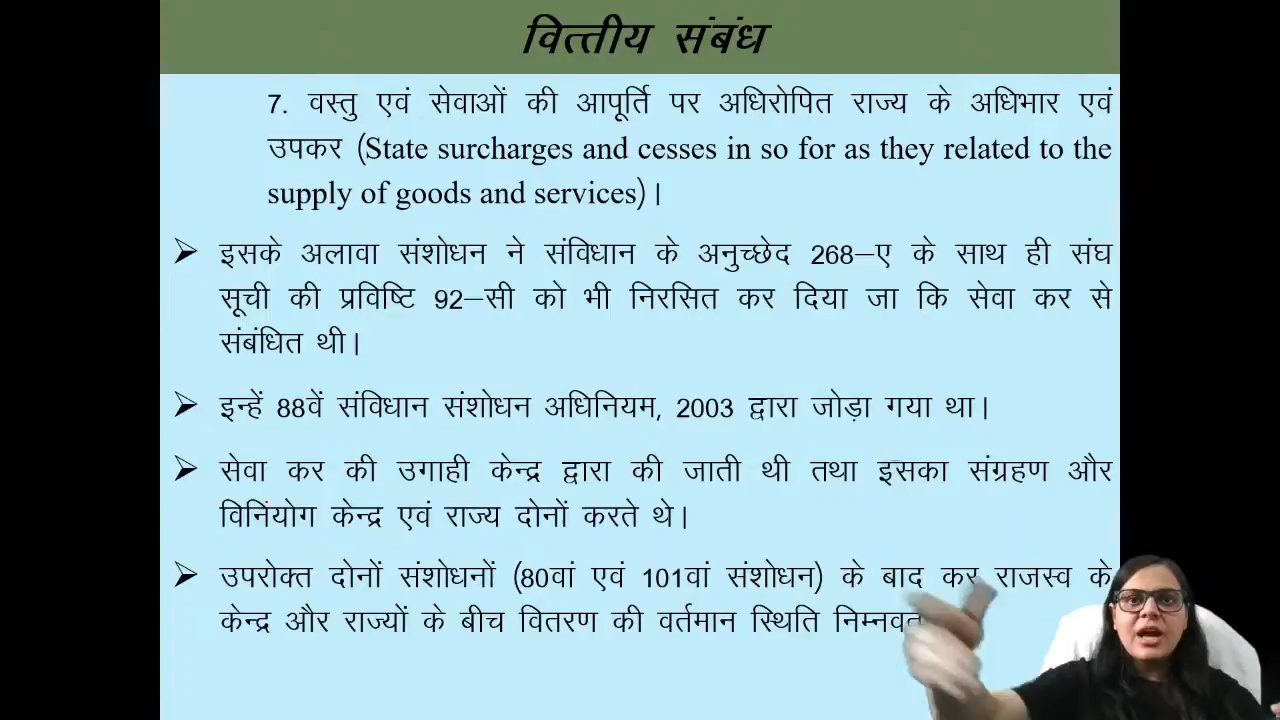 वित्तीय संबंध
7. वस्तु एवं सेवाओं की आपूर्ति पर अधिरोपित राज्य के अधिभार एवं
उपकर (State surcharges and cesses in so for as they related to the
supply of goods and services)।
➢ इसके अलावा संशोधन ने संविधान के अनुच्छेद 268–ए के साथ ही संघ
सूची की प्रविष्टि 92–सी को भी निरसित कर दिया जा कि सेवा कर से
संबंधित थी।
➢ इन्हें 88वें संविधान संशोधन अधिनियम, 2003 द्वारा जोड़ा गया था।
➢ सेवा कर की उगाही केन्द्र द्वारा की जाती थी तथा इसका संग्रहण और
विनियोग केन्द्र एवं राज्य दोनों करते थे।
➢ उपरोक्त दोनों संशोधनों (80वां एवं 101वां संशोधन) के बाद कर राजस्व के
केन्द्र और राज्यों के बीच वितरण की वर्तमान स्थिति